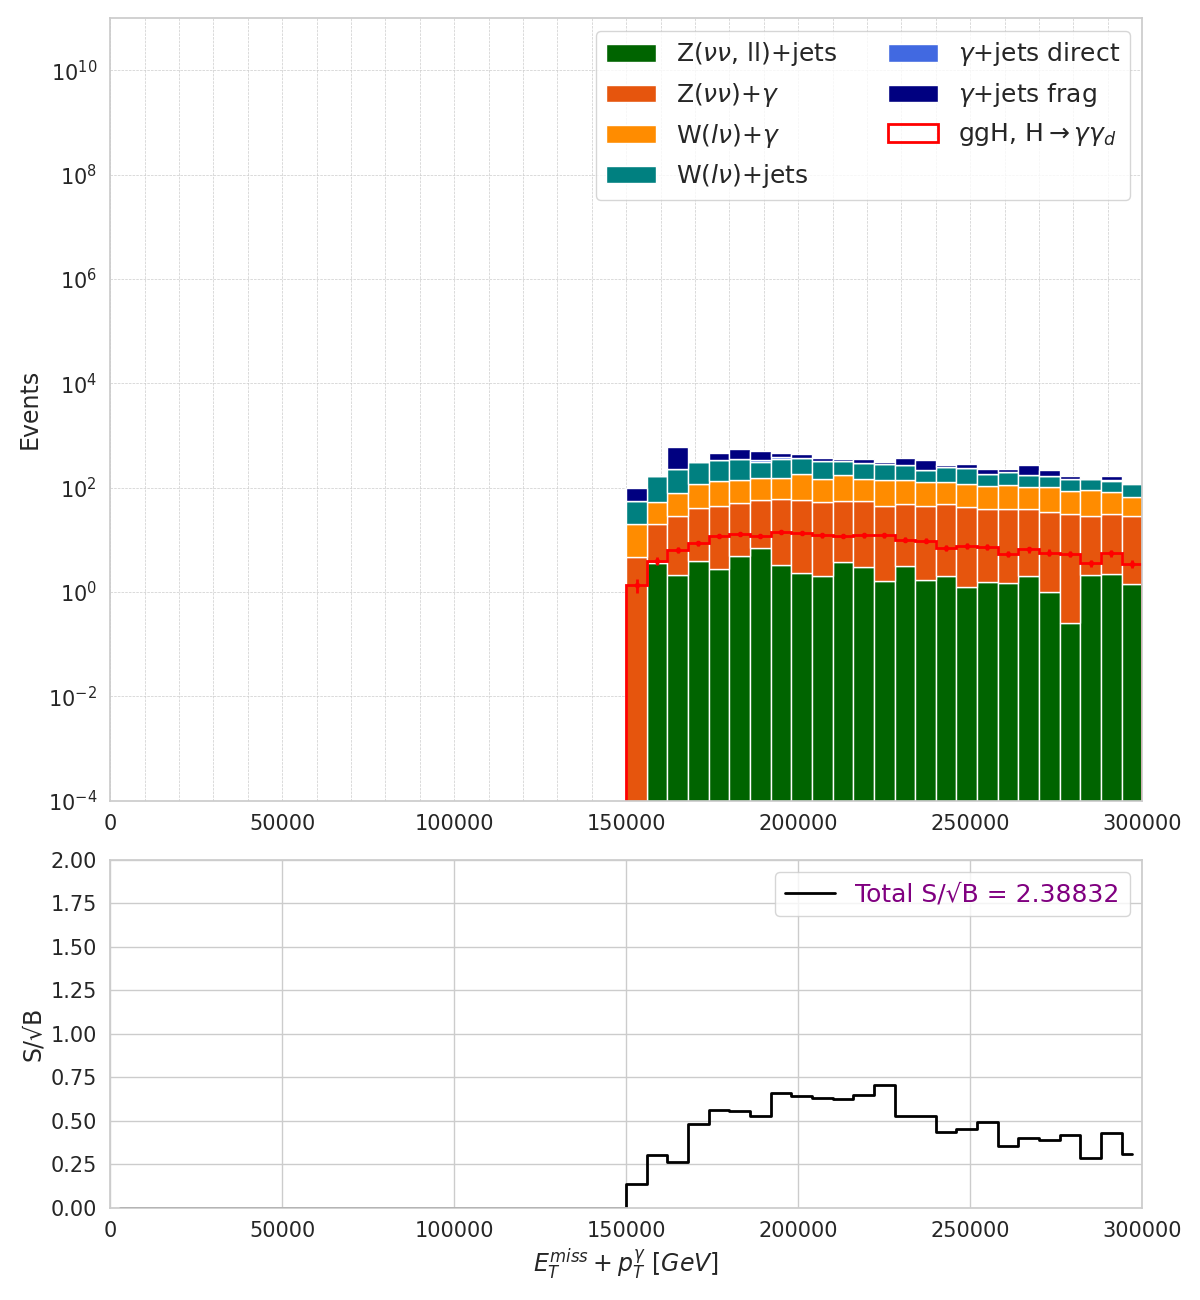 Z(νν, ll)+jets
Z(νν)+γ
W(lν)+γ
W(lν)+jets
γ+jets direct
γ+jets frag
ggH, H→γγ_d
Events
10^10
10^8
10^6
10^4
10^2
10^0
10^−2
10^−4
0 50000 100000 150000 200000 250000 300000
Total S/√B = 2.38832
S/√B
2.00
1.75
1.50
1.25
1.00
0.75
0.50
0.25
0.00
0 50000 100000 150000 200000 250000 300000
E_T^miss + p_T^γ [GeV]